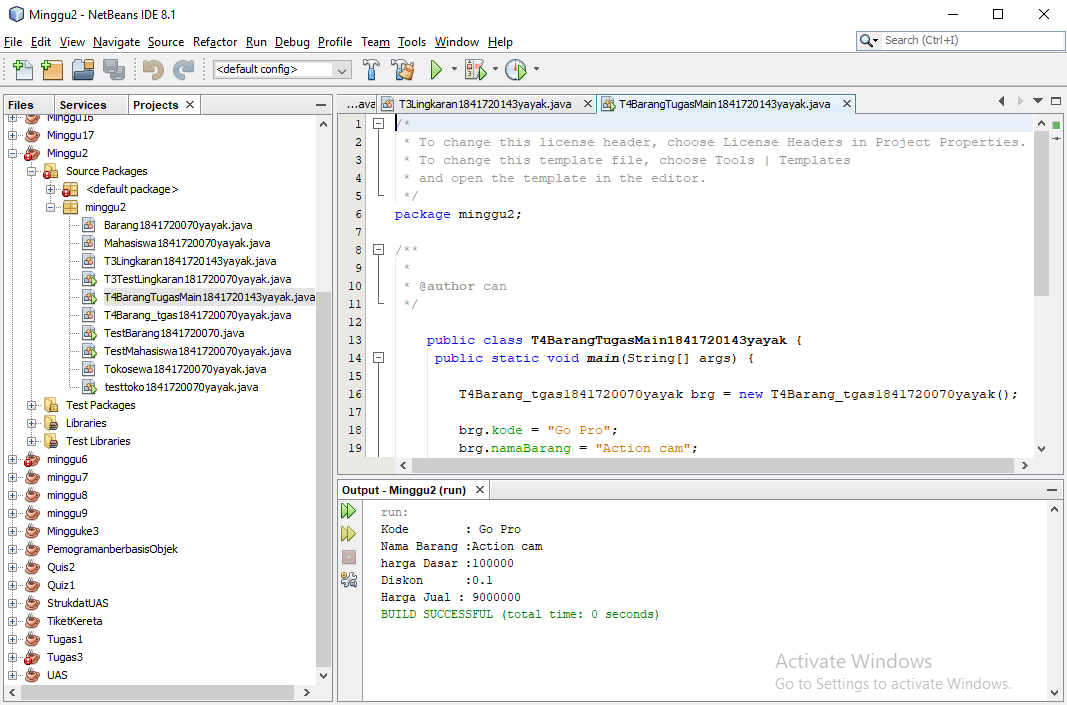 Minggu2 - NetBeans IDE 8.1
File Edit View Navigate Source Refactor Run Debug Profile Team Tools Window Help
Search (Ctrl+I)
<default config>
Files Services Projects
Minggu16
Minggu17
Minggu2
Source Packages
<default package>
minggu2
Barang1841720070yayak.java
Mahasiswa1841720070yayak.java
T3Lingkaran1841720143yayak.java
T3TestLingkaran181720070yayak.java
T4BarangTugasMain1841720143yayak.java
T4Barang_tgas1841720070yayak.java
TestBarang1841720070.java
TestMahasiswa1841720070yayak.java
Tokosewa1841720070yayak.java
testtoko1841720070yayak.java
Test Packages
Libraries
Test Libraries
minggu6
minggu7
minggu8
minggu9
Mingguke3
PemogramanberbasisObjek
Quis2
Quiz1
StrukdatUAS
TiketKereta
Tugas1
Tugas3
UAS
...ava T3Lingkaran1841720143yayak.java T4BarangTugasMain1841720143yayak.java
1 /*
2 * To change this license header, choose License Headers in Project Properties.
3 * To change this template file, choose Tools | Templates
4 * and open the template in the editor.
5 */
6 package minggu2;
7
8 /**
9 *
10 * @author can
11 */
12
13 public class T4BarangTugasMain1841720143yayak {
14 public static void main(String[] args) {
15
16 T4Barang_tgas1841720070yayak brg = new T4Barang_tgas1841720070yayak();
17
18 brg.kode = "Go Pro";
19 brg.namaBarang = "Action cam";
Output - Minggu2 (run)
run:
Kode : Go Pro
Nama Barang :Action cam
harga Dasar :100000
Diskon :0.1
Harga Jual : 9000000
BUILD SUCCESSFUL (total time: 0 seconds)
Activate Windows
Go to Settings to activate Windows.